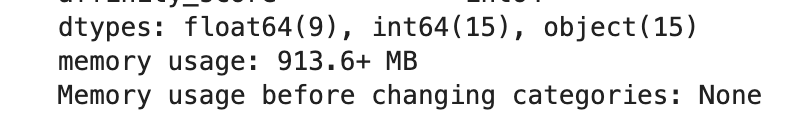 dtypes: float64(9), int64(15), object(15)
memory usage: 913.6+ MB
Memory usage before changing categories: None